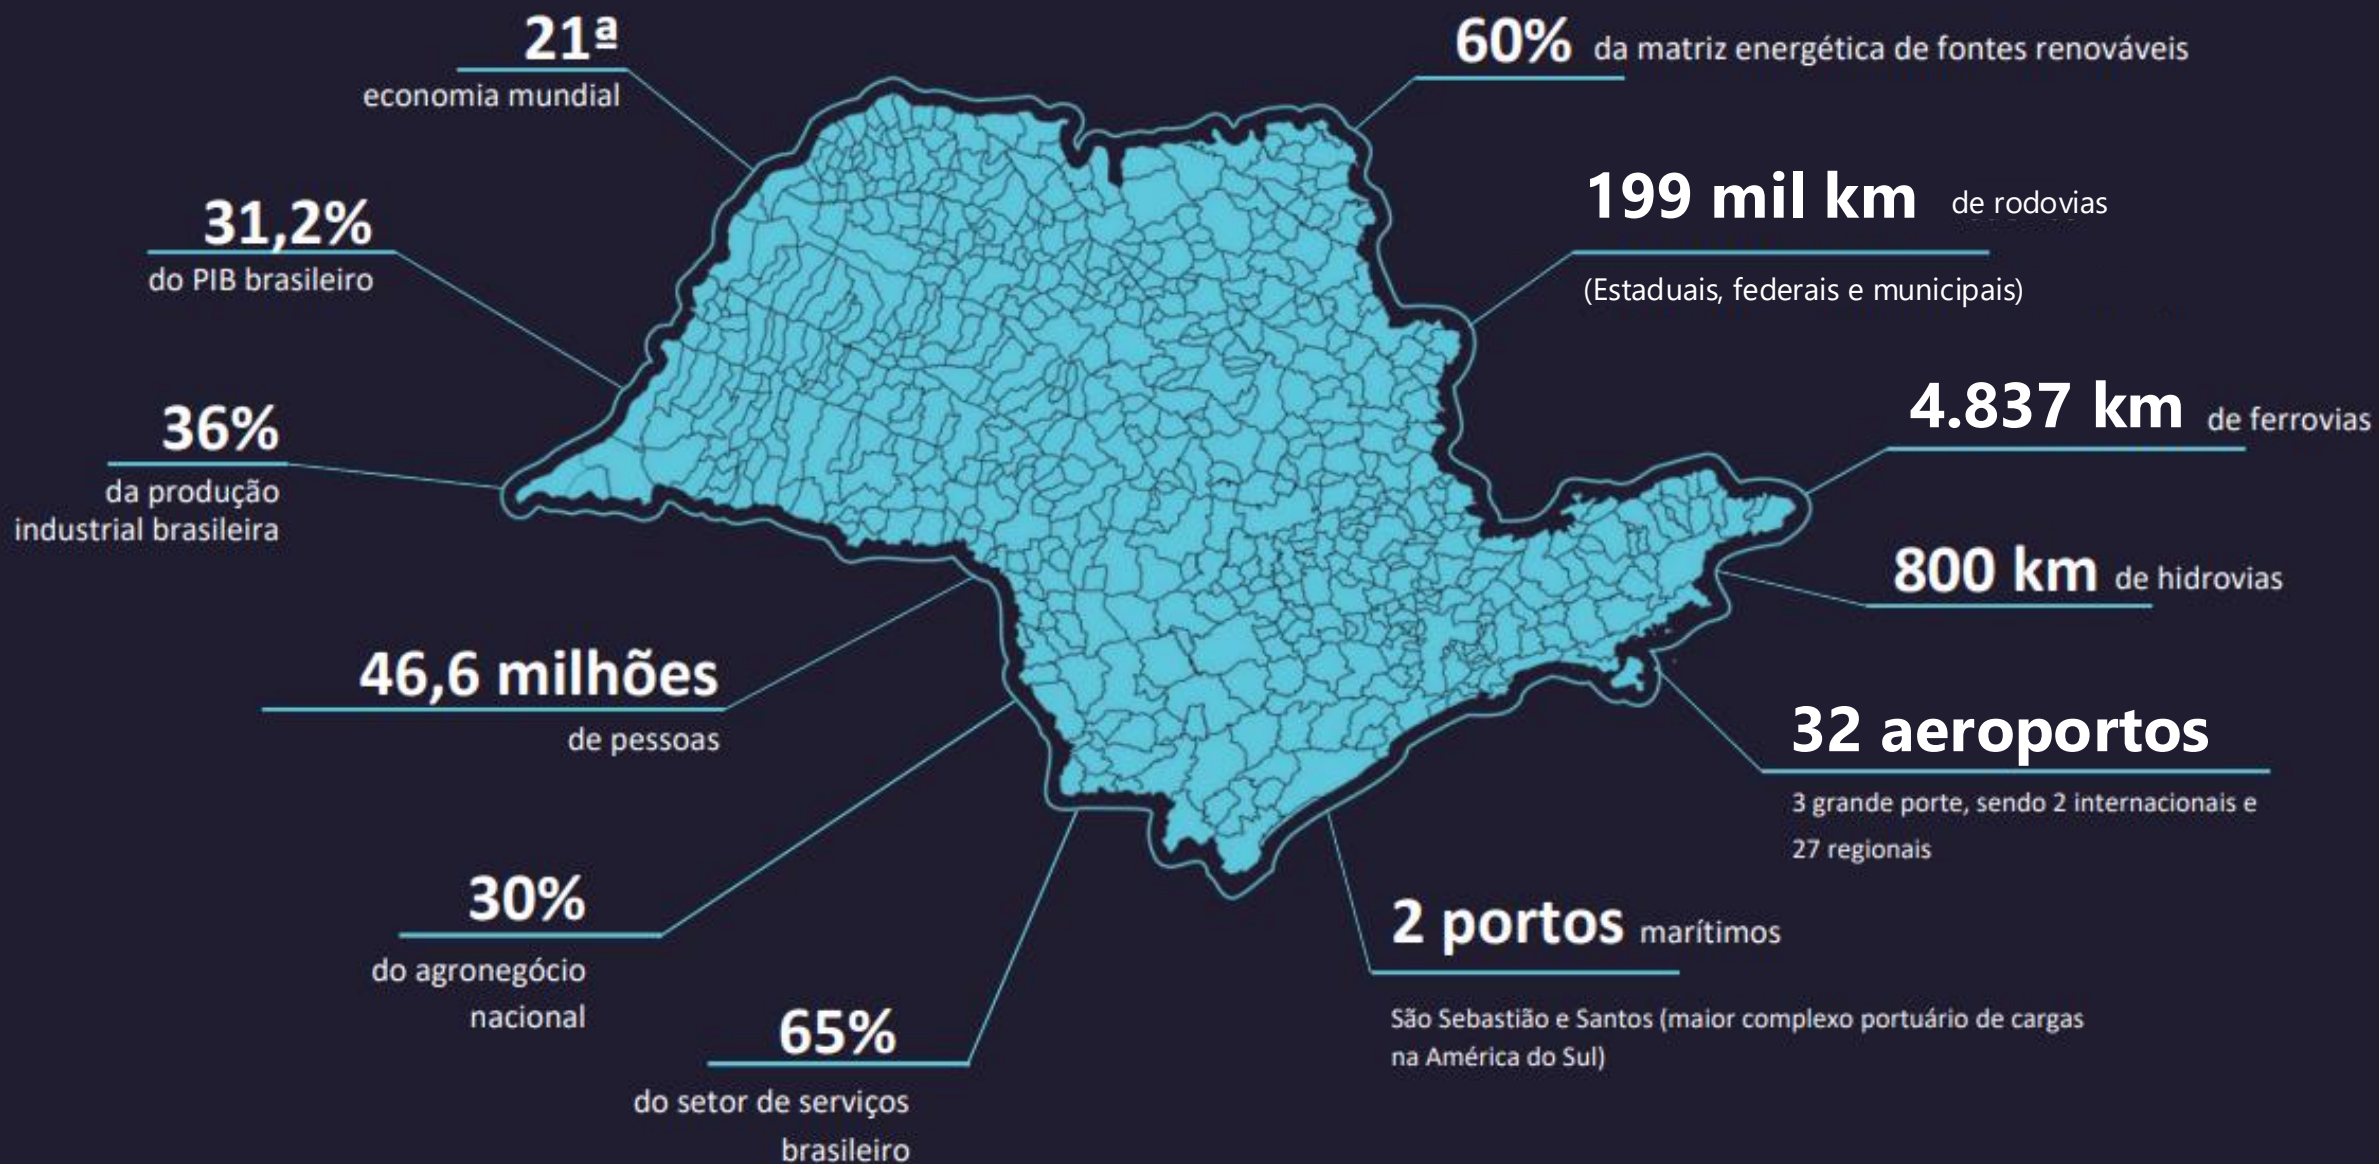 21ª
economia mundial
31,2%
do PIB brasileiro
36%
da produção
industrial brasileira
46,6 milhões
de pessoas
30%
do agronegócio
nacional
65%
do setor de serviços
brasileiro
60% da matriz energética de fontes renováveis
199 mil km de rodovias
(Estaduais, federais e municipais)
4.837 km de ferrovias
800 km de hidrovias
32 aeroportos
3 grande porte, sendo 2 internacionais e
27 regionais
2 portos marítimos
São Sebastião e Santos (maior complexo portuário de cargas
na América do Sul)